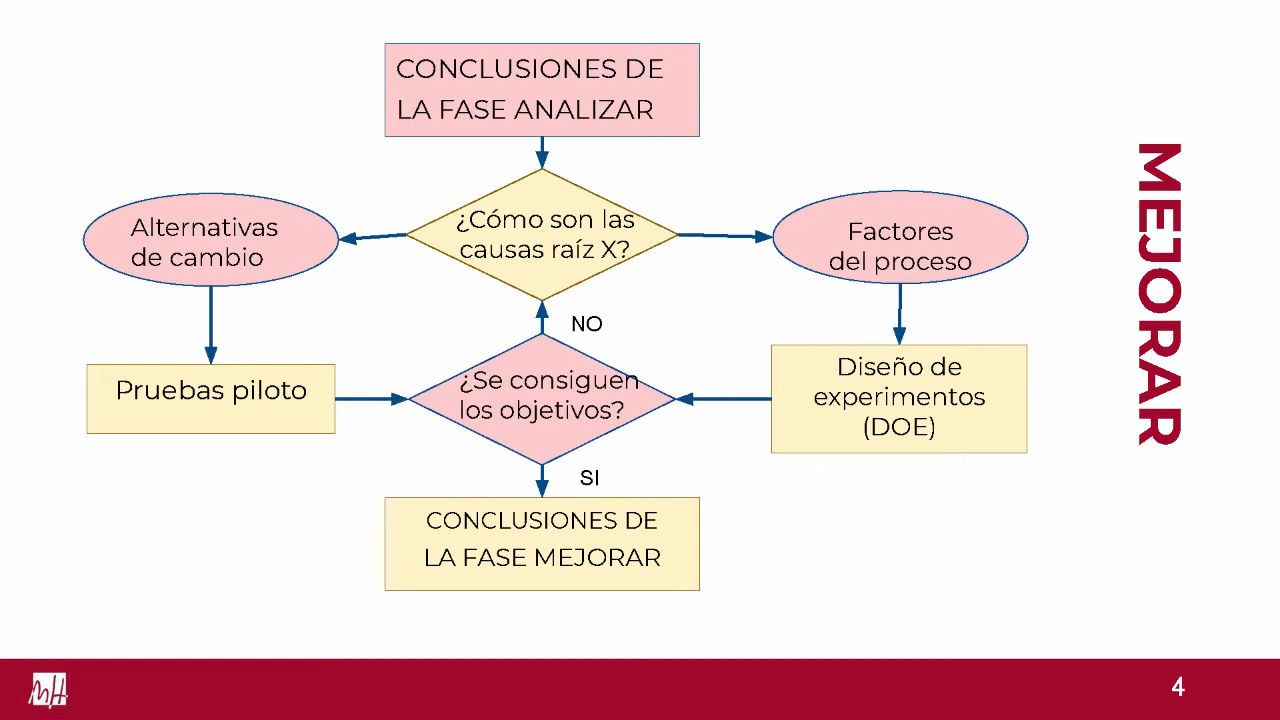 CONCLUSIONES DE
LA FASE ANALIZAR
¿Cómo son las
causas raíz X?
Alternativas
de cambio
Factores
del proceso
NO
Pruebas piloto
¿Se consiguen
los objetivos?
Diseño de
experimentos
(DOE)
SI
CONCLUSIONES DE
LA FASE MEJORAR
MEJORAR
MH
4